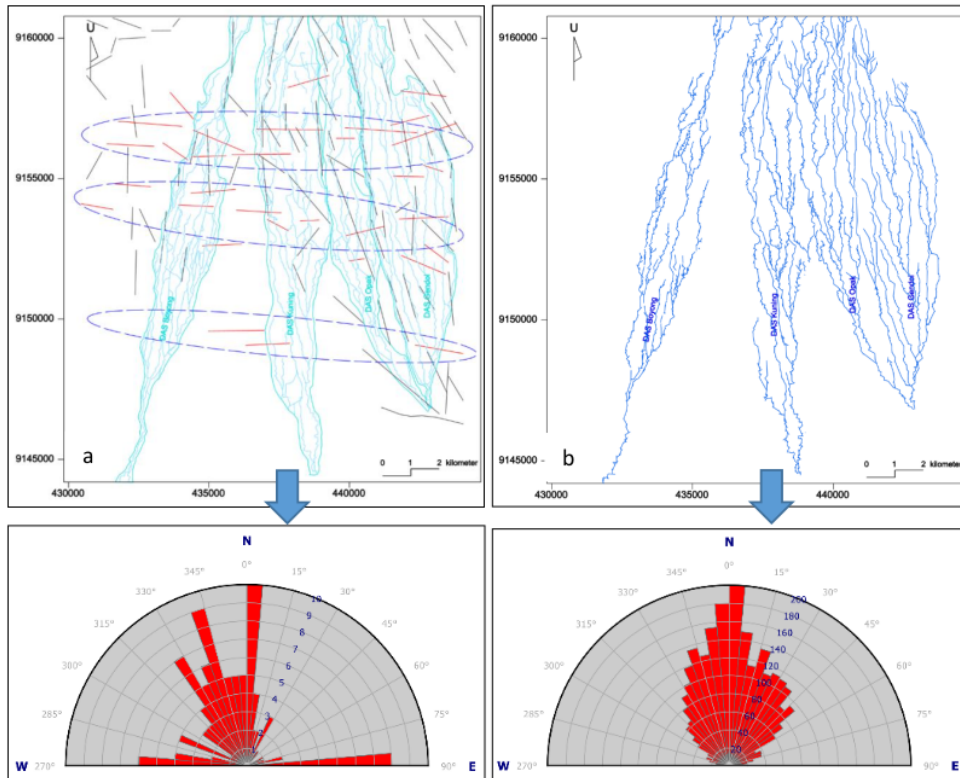 9160000
U
9155000
9150000
9145000
DAS Boyong
DAS Kuning
DAS Opak
DAS Gendol
a
0 1 2 kilometer
430000 435000 440000
9160000
U
9155000
9150000
9145000
DAS Boyong
DAS Kuning
DAS Opak
DAS Gendol
b
0 1 2 kilometer
430000 435000 440000
N
0°
345° 15°
330° 30°
315° 45°
300° 60°
285° 75°
270° 90°
W E
10
9
8
7
6
5
4
3
2
1
N
0°
345° 15°
330° 30°
315° 45°
300° 60°
285° 75°
270° 90°
W E
200
180
160
140
120
100
80
60
40
20